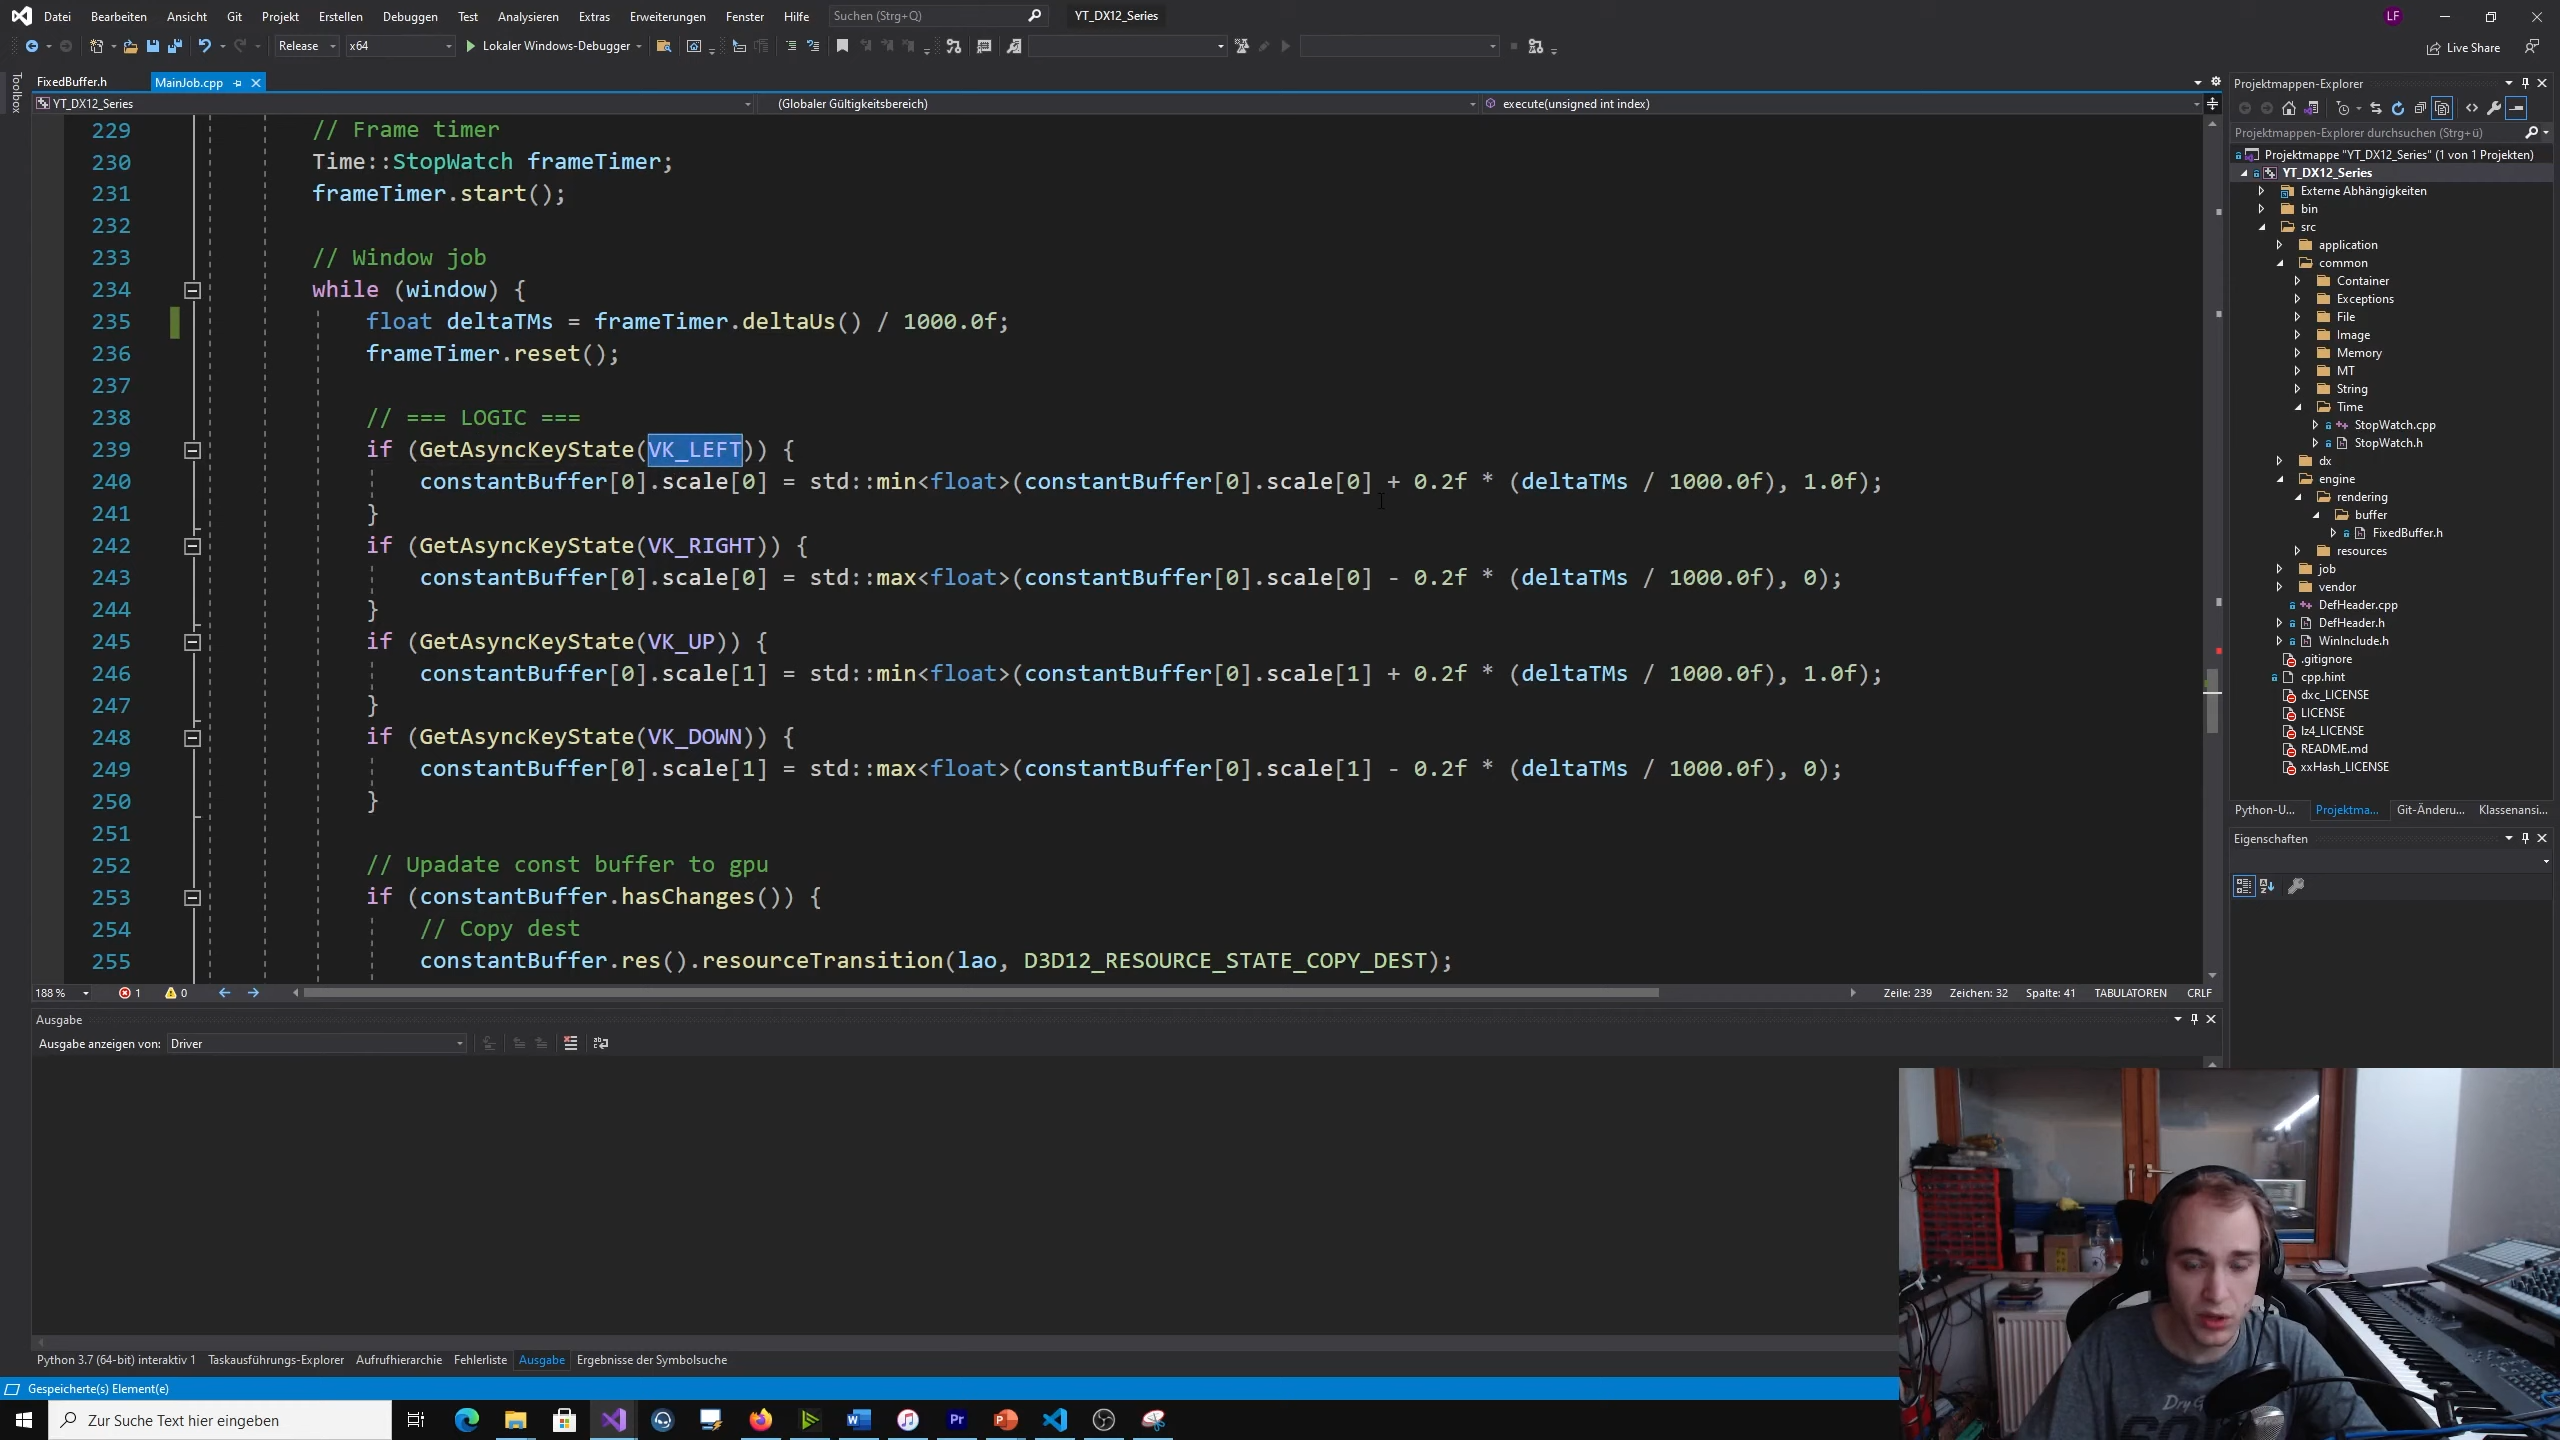 Datei Bearbeiten Ansicht Git Projekt Erstellen Debuggen Test Analysieren Extras Erweiterungen Fenster Hilfe Suchen (Strg+Q) YT_DX12_Series LF
Release x64 Lokaler Windows-Debugger Live Share
Toolbox
FixedBuffer.h MainJob.cpp
YT_DX12_Series (Globaler Gültigkeitsbereich) execute(unsigned int index)
229 // Frame timer
230 Time::StopWatch frameTimer;
231 frameTimer.start();
232
233 // Window job
234 while (window) {
235 float deltaTMs = frameTimer.deltaUs() / 1000.0f;
236 frameTimer.reset();
237
238 // === LOGIC ===
239 if (GetAsyncKeyState(VK_LEFT)) {
240 constantBuffer[0].scale[0] = std::min<float>(constantBuffer[0].scale[0] + 0.2f * (deltaTMs / 1000.0f), 1.0f);
241 }
242 if (GetAsyncKeyState(VK_RIGHT)) {
243 constantBuffer[0].scale[0] = std::max<float>(constantBuffer[0].scale[0] - 0.2f * (deltaTMs / 1000.0f), 0);
244 }
245 if (GetAsyncKeyState(VK_UP)) {
246 constantBuffer[0].scale[1] = std::min<float>(constantBuffer[0].scale[1] + 0.2f * (deltaTMs / 1000.0f), 1.0f);
247 }
248 if (GetAsyncKeyState(VK_DOWN)) {
249 constantBuffer[0].scale[1] = std::max<float>(constantBuffer[0].scale[1] - 0.2f * (deltaTMs / 1000.0f), 0);
250 }
251
252 // Upadate const buffer to gpu
253 if (constantBuffer.hasChanges()) {
254 // Copy dest
255 constantBuffer.res().resourceTransition(lao, D3D12_RESOURCE_STATE_COPY_DEST);
188 % 1 0 Zeile: 239 Zeichen: 32 Spalte: 41 TABULATOREN CRLF
Ausgabe
Ausgabe anzeigen von: Driver
Python 3.7 (64-bit) interaktiv 1 Taskausführungs-Explorer Aufrufhierarchie Fehlerliste Ausgabe Ergebnisse der Symbolsuche
Gespeicherte(s) Element(e)
Zur Suche Text hier eingeben
Projektmappen-Explorer
Projektmappen-Explorer durchsuchen (Strg+ü)
Projektmappe "YT_DX12_Series" (1 von 1 Projekten)
YT_DX12_Series
Externe Abhängigkeiten
bin
src
application
common
Container
Exceptions
File
Image
Memory
MT
String
Time
StopWatch.cpp
StopWatch.h
dx
engine
rendering
buffer
FixedBuffer.h
resources
job
vendor
DefHeader.cpp
DefHeader.h
WinInclude.h
.gitignore
cpp.hint
dxc_LICENSE
LICENSE
lz4_LICENSE
README.md
xxHash_LICENSE
Python-U... Projektma... Git-Änderu... Klassenansi...
Eigenschaften